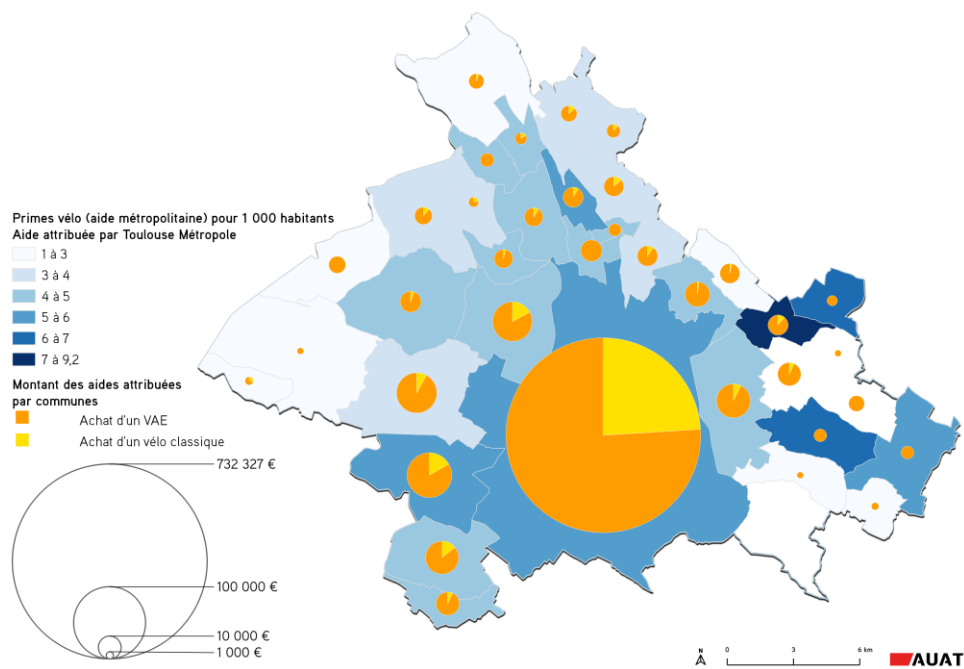 Primes vélo (aide métropolitaine) pour 1 000 habitants
Aide attribuée par Toulouse Métropole
1 à 3
3 à 4
4 à 5
5 à 6
6 à 7
7 à 9,2
Montant des aides attribuées
par communes
Achat d'un VAE
Achat d'un vélo classique
732 327 €
100 000 €
10 000 €
1 000 €
N
0 3 6 km
AUAT